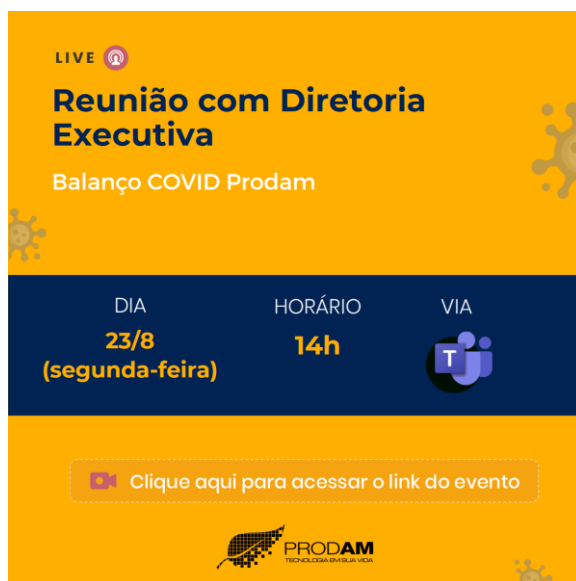 LIVE
Reunião com Diretoria
Executiva
Balanço COVID Prodam
DIA
HORÁRIO
VIA
23/8
(segunda-feira)
14h
T
Clique aqui para acessar o link do evento
PRODAM
TECNOLOGIA EM SUA VIDA